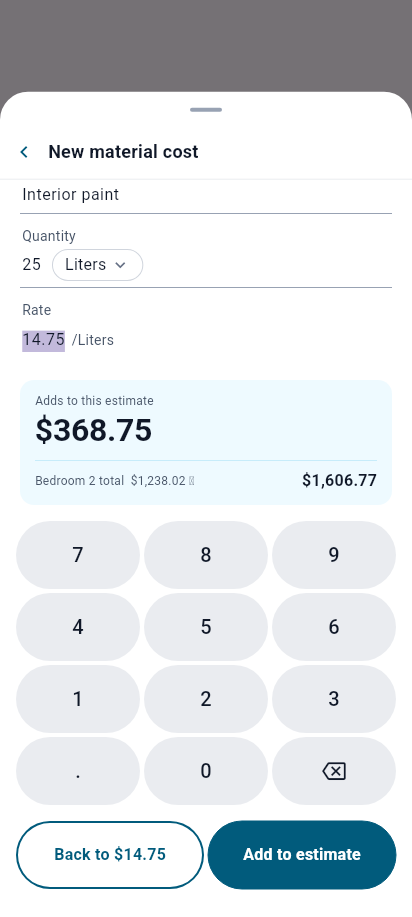 New material cost
Interior paint
Quantity
25 Liters
Rate
14.75 /Liters
Adds to this estimate
$368.75
Bedroom 2 total $1,238.02 $1,606.77
7 8 9
4 5 6
1 2 3
. 0
Back to $14.75 Add to estimate